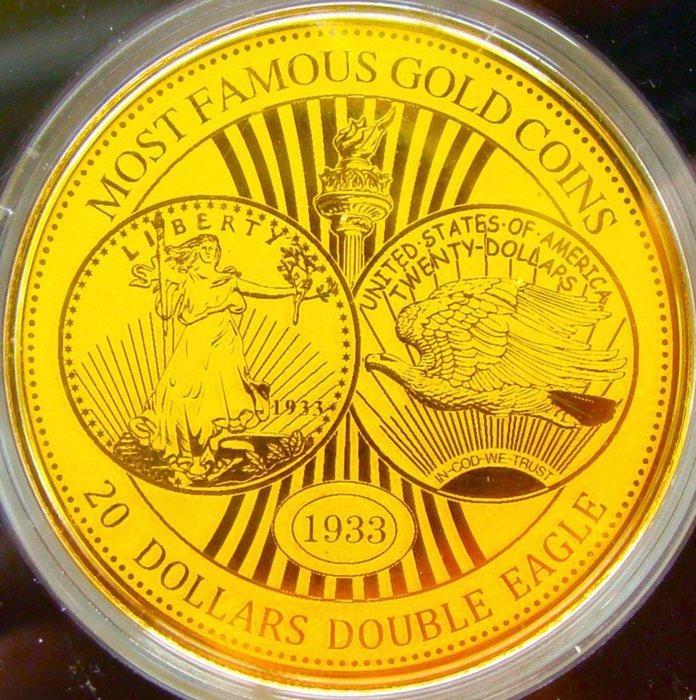 MOST FAMOUS GOLD COINS
LIBERTY
1933
UNITED·STATES·OF·AMERICA
TWENTY-DOLLARS
IN·GOD·WE·TRUST
1933
20 DOLLARS DOUBLE EAGLE